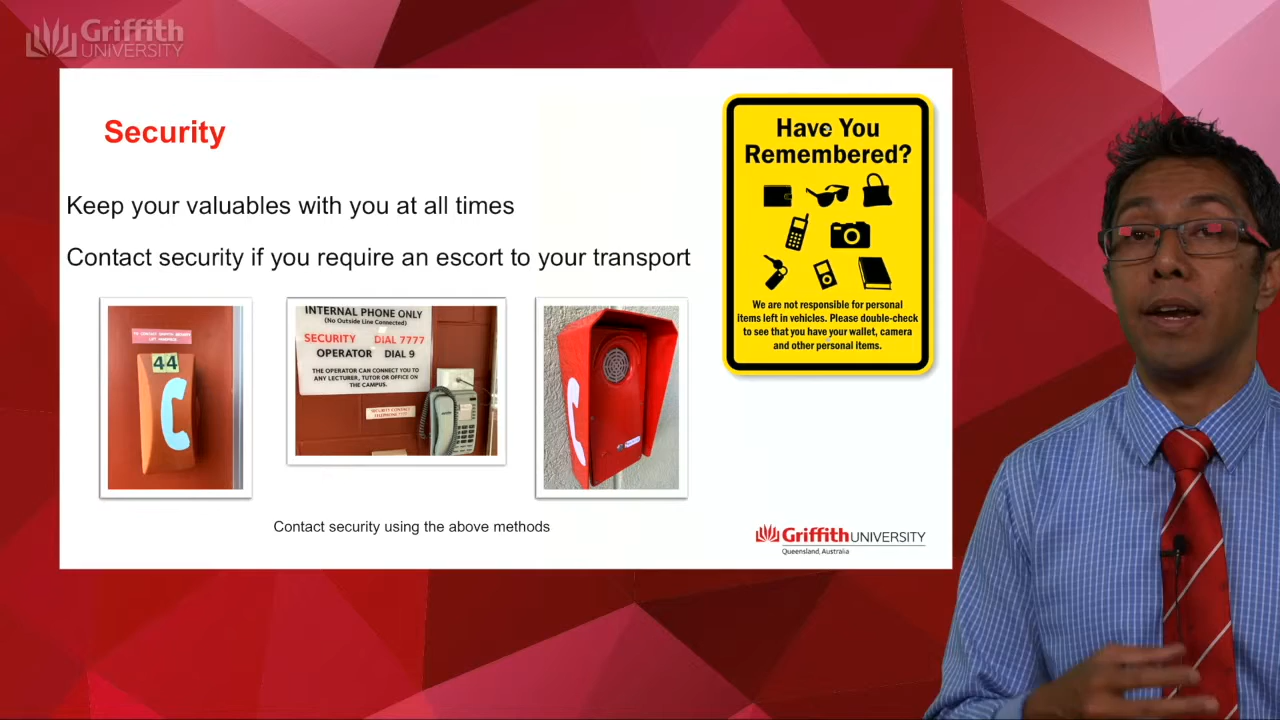 Griffith
UNIVERSITY
Security
Keep your valuables with you at all times
Contact security if you require an escort to your transport
Have You
Remembered?
We are not responsible for personal
items left in vehicles. Please double-check
to see that you have your wallet, camera
and other personal items.
44
INTERNAL PHONE ONLY
(No Outside Line Connected)
SECURITY DIAL 7777
OPERATOR DIAL 9
THE OPERATOR CAN CONNECT YOU TO
ANY LECTURER, TUTOR OR OFFICE ON
THE CAMPUS.
SECURITY CONTACT
TELEPHONE 7777
Contact security using the above methods
Griffith UNIVERSITY
Queensland, Australia